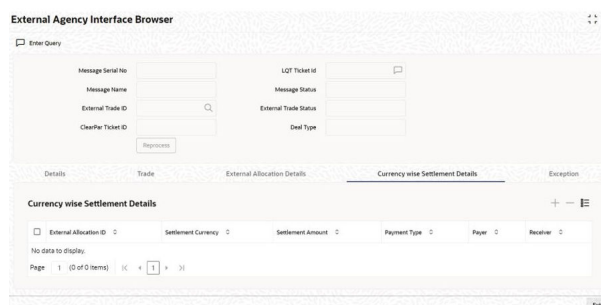 External Agency Interface Browser
Enter Query
Message Serial No
LQT Ticket Id
Message Name
Message Status
External Trade ID
External Trade Status
ClearPar Ticket ID
Deal Type
Reprocess
Details Trade External Allocation Details Currency wise Settlement Details Exception
Currency wise Settlement Details
External Allocation ID Settlement Currency Settlement Amount Payment Type Payer Receiver
No data to display.
Page 1 (0 of 0 items) 1